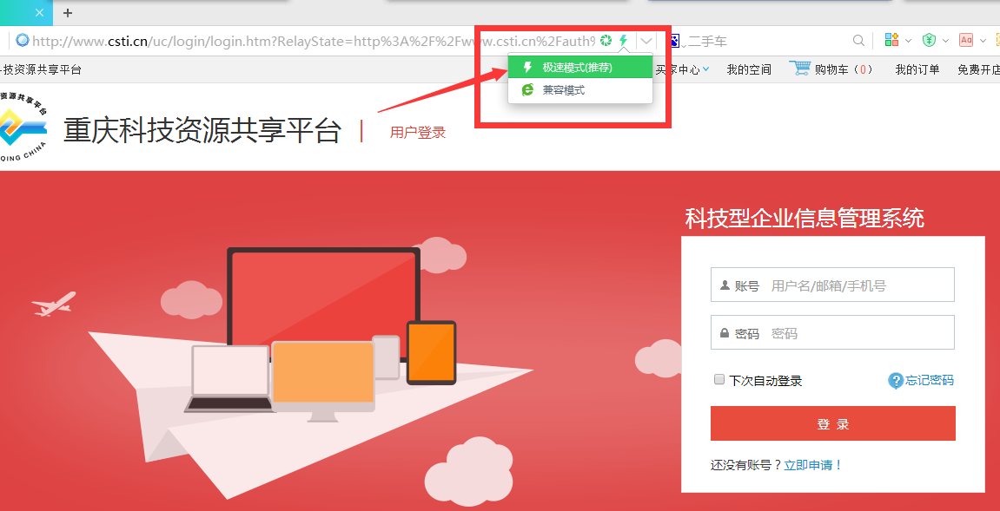 http://www.csti.cn/uc/login/login.htm?RelayState=http%3A%2F%2Fwww.csti.cn%2Fauth%
二手车
Aa
极速模式(推荐)
兼容模式
技资源共享平台
买家中心
我的空间
购物车（0）
我的订单
免费开店
资源共享平台
QING CHINA
重庆科技资源共享平台
用户登录
科技型企业信息管理系统
账号 用户名/邮箱/手机号
密码 密码
下次自动登录
?忘记密码
登 录
还没有账号？立即申请！